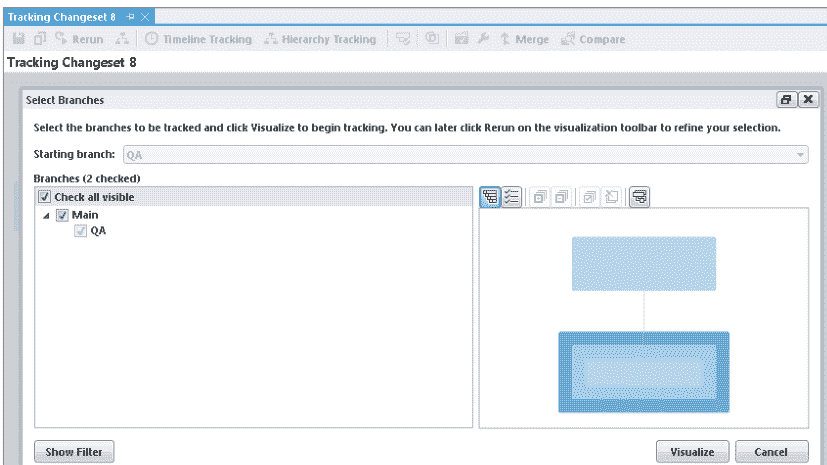 Tracking Changeset 8
Rerun Timeline Tracking Hierarchy Tracking Merge Compare
Tracking Changeset 8
Select Branches
Select the branches to be tracked and click Visualize to begin tracking. You can later click Rerun on the visualization toolbar to refine your selection.
Starting branch: QA
Branches (2 checked)
Check all visible
Main
QA
Show Filter Visualize Cancel